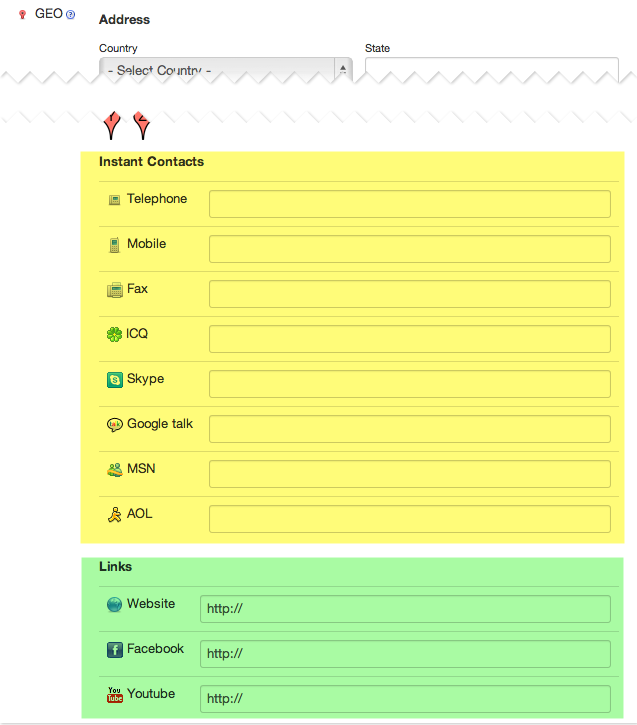 GEO
Address
Country
State
- Select Country -
Instant Contacts
Telephone
Mobile
Fax
ICQ
Skype
Google talk
MSN
AOL
Links
Website http://
Facebook http://
Youtube http://